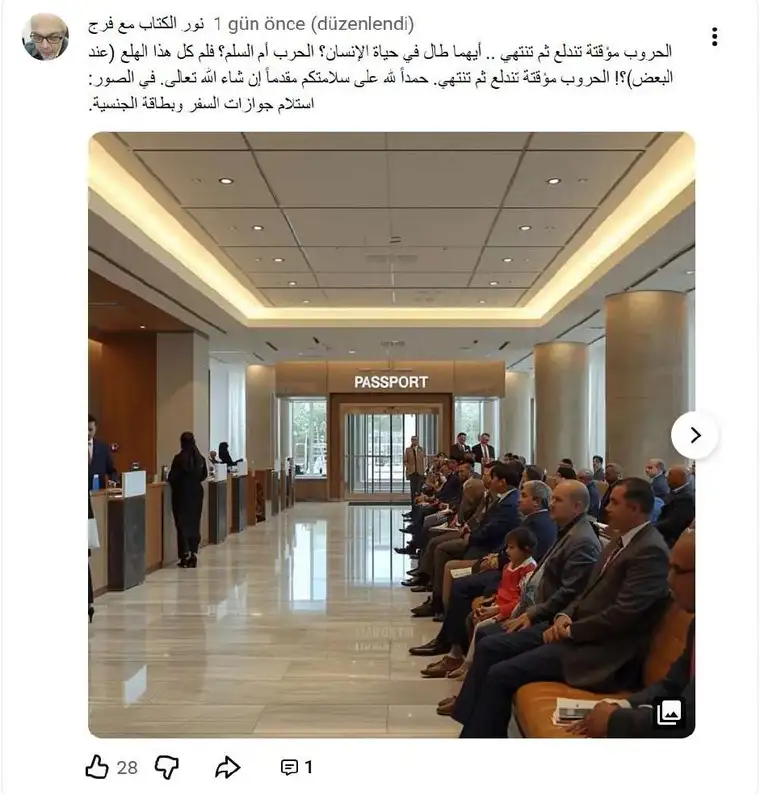 نور الكتاب مع فرج 1 gün önce (düzenlendi)
الحروب مؤقتة تندلع ثم تنتهي .. أيهما طال في حياة الإنسان؟ الحرب أم السلم؟ فلم كل هذا الهلع (عند
البعض)؟! الحروب مؤقتة تندلع ثم تنتهي. حمداً لله على سلامتكم مقدماً إن شاء الله تعالى. في الصور:
استلام جوازات السفر وبطاقة الجنسية.
PASSPORT
28
1